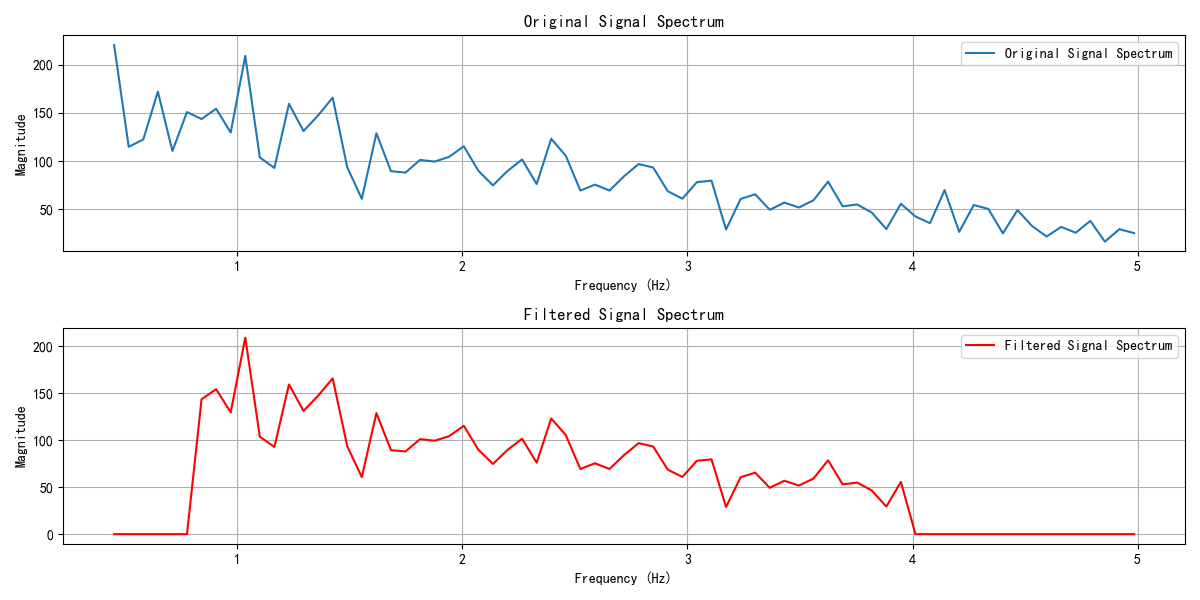 Original Signal Spectrum
Original Signal Spectrum
Magnitude
200
150
100
50
1 2 3 4 5
Frequency (Hz)
Filtered Signal Spectrum
Filtered Signal Spectrum
Magnitude
200
150
100
50
0
1 2 3 4 5
Frequency (Hz)